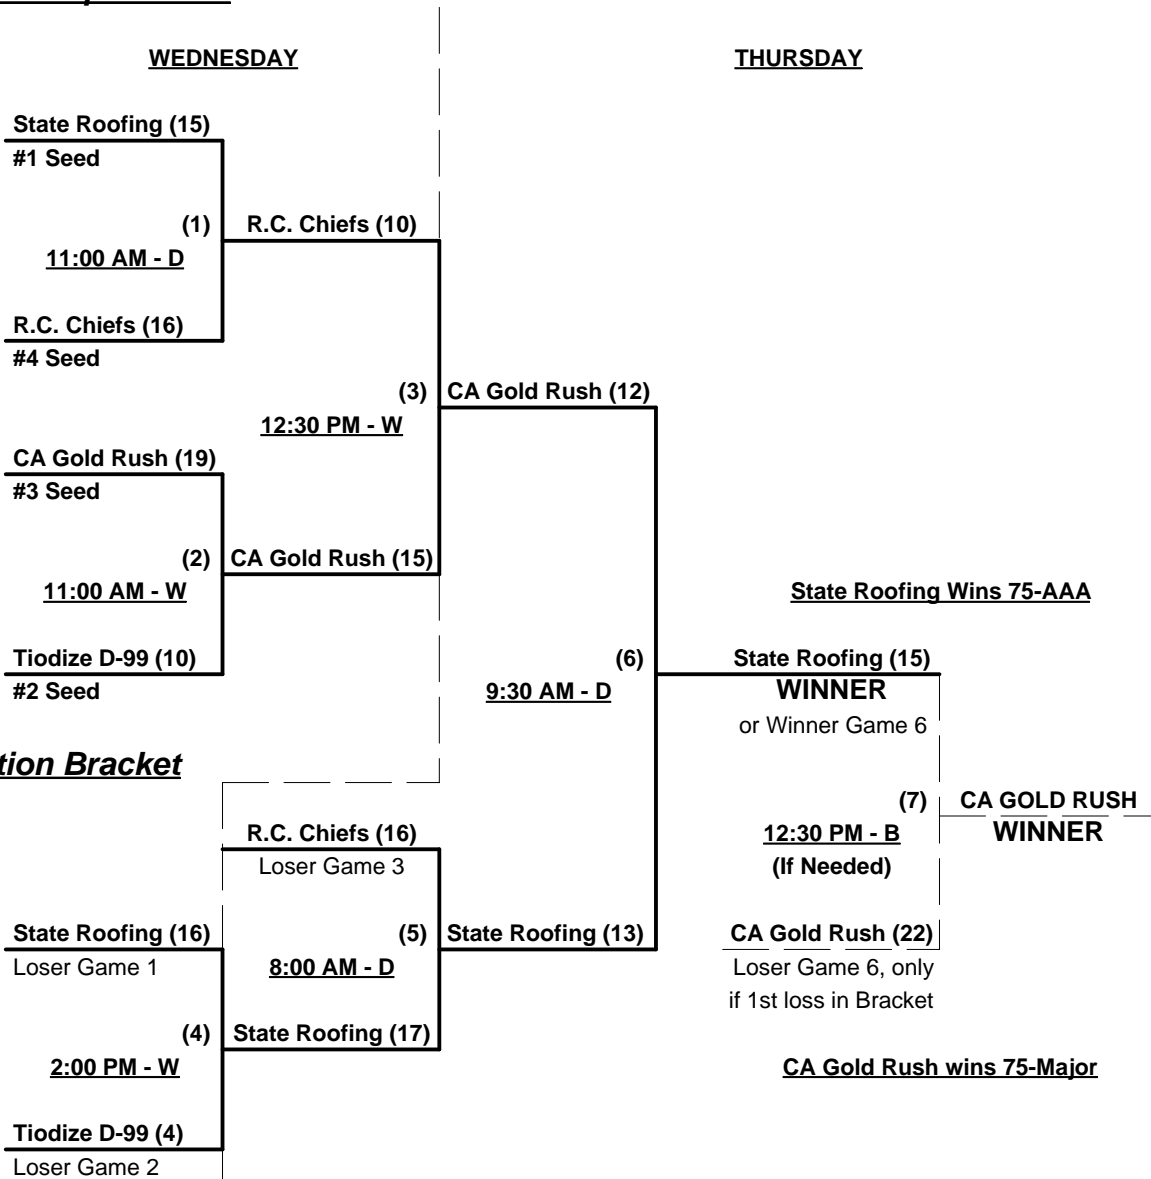 WEDNESDAY
THURSDAY
State Roofing (15)
#1 Seed
(1)
R.C. Chiefs (10)
11:00 AM - D
R.C. Chiefs (16)
#4 Seed
(3)
CA Gold Rush (12)
12:30 PM - W
CA Gold Rush (19)
#3 Seed
(2)
CA Gold Rush (15)
11:00 AM - W
State Roofing Wins 75-AAA
Tiodize D-99 (10)
#2 Seed
(6)
State Roofing (15)
9:30 AM - D
WINNER
or Winner Game 6
tion Bracket
(7)
CA GOLD RUSH
R.C. Chiefs (16)
12:30 PM - B
WINNER
Loser Game 3
(If Needed)
State Roofing (16)
(5)
State Roofing (13)
CA Gold Rush (22)
Loser Game 1
8:00 AM - D
Loser Game 6, only
if 1st loss in Bracket
(4)
State Roofing (17)
2:00 PM - W
CA Gold Rush wins 75-Major
Tiodize D-99 (4)
Loser Game 2